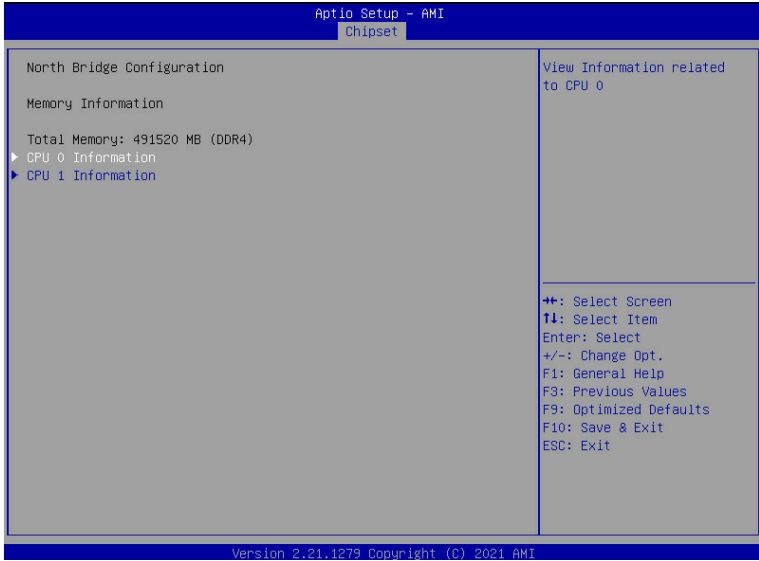 Aptio Setup – AMI
Chipset
North Bridge Configuration
Memory Information
Total Memory: 491520 MB (DDR4)
▶ CPU 0 Information
▶ CPU 1 Information
View Information related
to CPU 0
→←: Select Screen
↑↓: Select Item
Enter: Select
+/-: Change Opt.
F1: General Help
F3: Previous Values
F9: Optimized Defaults
F10: Save & Exit
ESC: Exit
Version 2.21.1279 Copyright (C) 2021 AMI